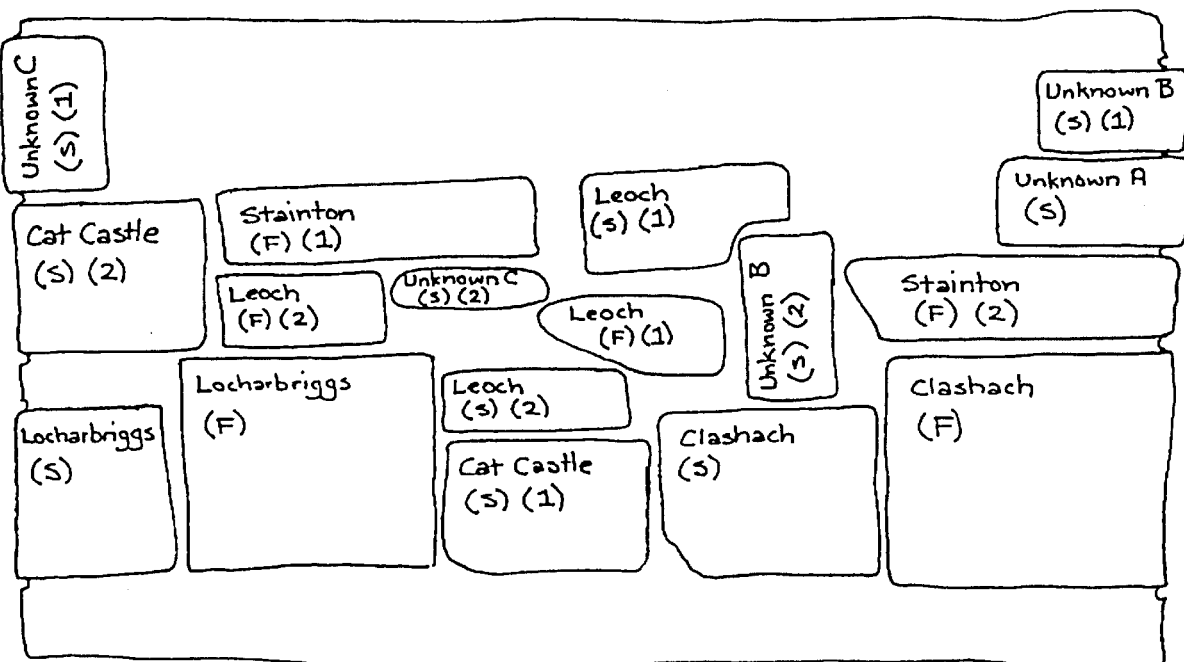 Unknown C
(S) (1)
Unknown B
(S) (1)
Unknown A
(S)
Cat Castle
(S) (2)
Stainton
(F) (1)
Leoch
(S) (1)
Leoch
(F) (2)
Unknown C
(S) (2)
Leoch
(F) (1)
Unknown B
(S) (2)
Stainton
(F) (2)
Locharbriggs
(S)
Locharbriggs
(F)
Leoch
(S) (2)
Cat Castle
(S) (1)
Clashach
(S)
Clashach
(F)